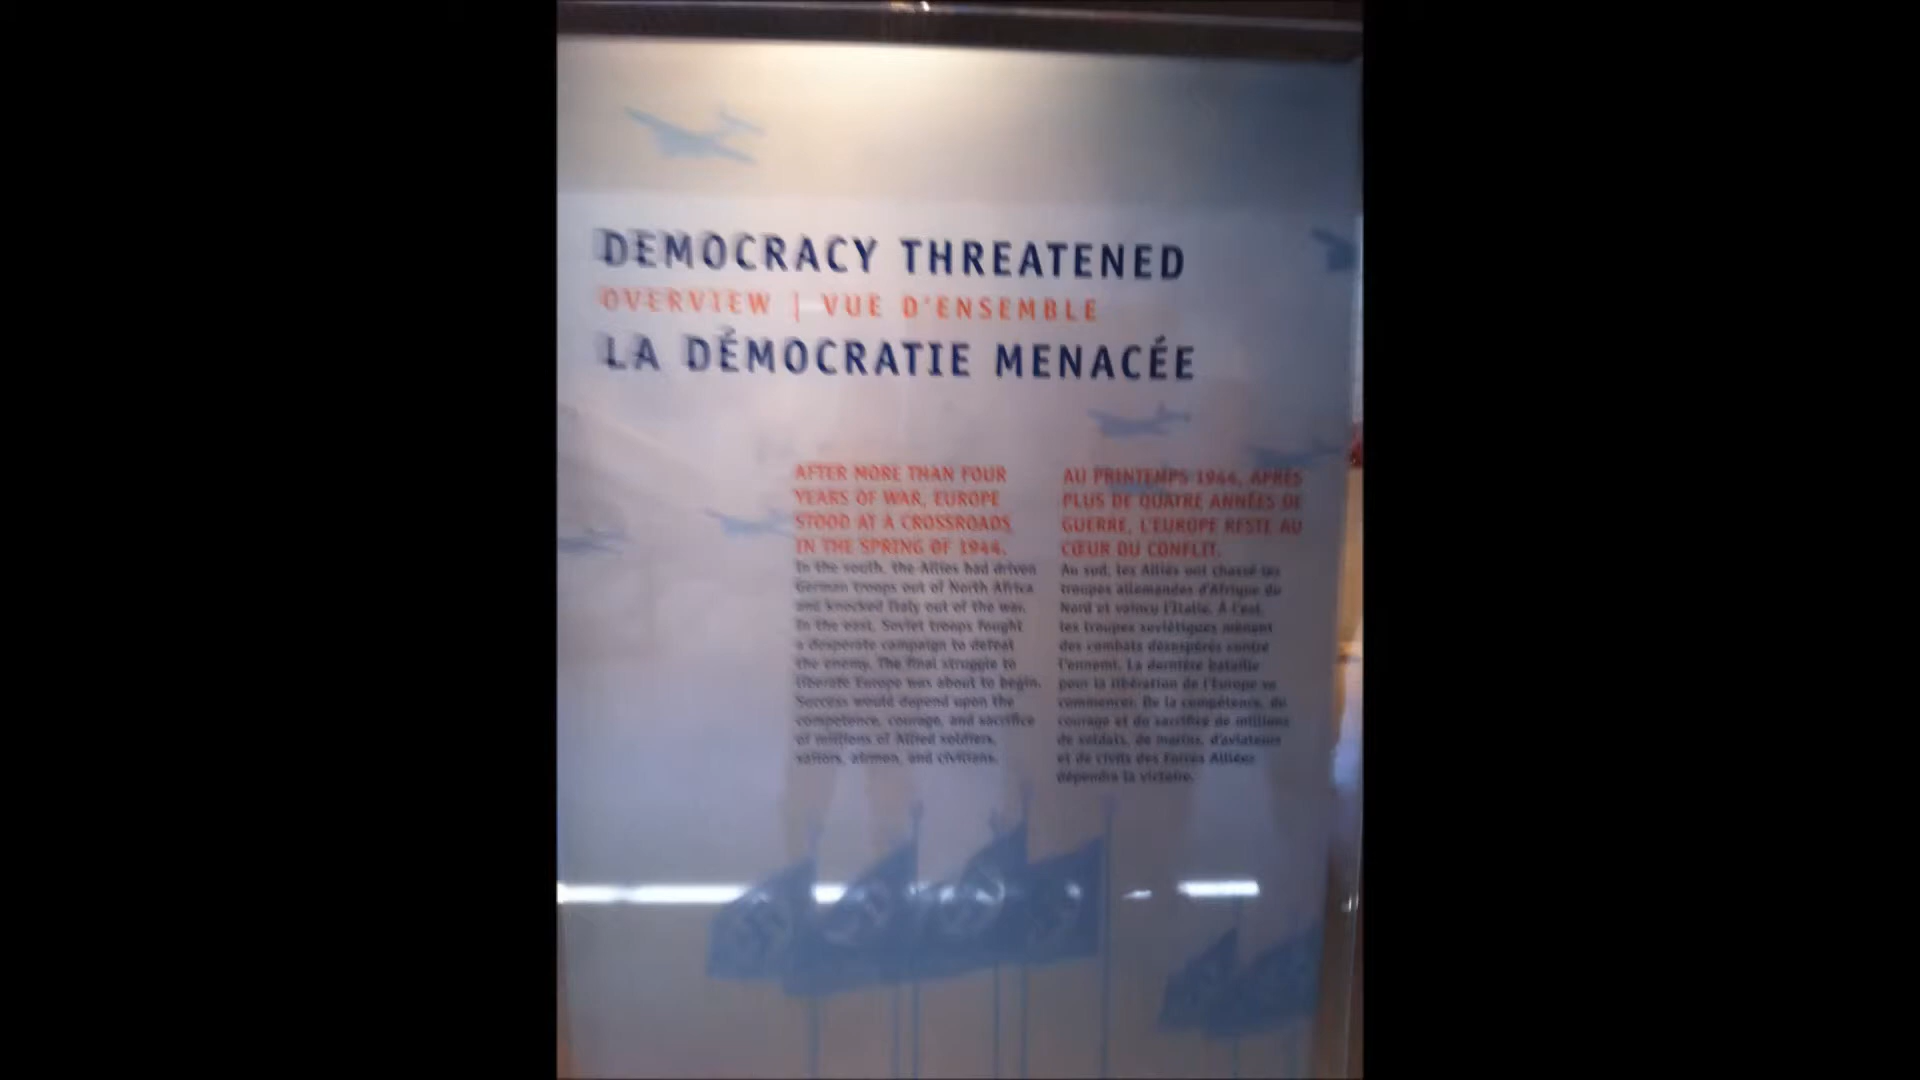 DEMOCRACY THREATENED
OVERVIEW | VUE D'ENSEMBLE
LA DÉMOCRATIE MENACÉE
AFTER MORE THAN FOUR
YEARS OF WAR, EUROPE
STOOD AT A CROSSROADS
IN THE SPRING OF 1944.
In the south, the Allies had driven
German troops out of North Africa
and knocked Italy out of the war.
In the east, Soviet troops fought
a desperate campaign to defeat
the enemy. The final struggle to
liberate Europe was about to begin.
Success would depend upon the
competence, courage, and sacrifice
of millions of Allied soldiers,
sailors, airmen, and civilians.
AU PRINTEMPS 1944, APRÈS
PLUS DE QUATRE ANNÉES DE
GUERRE, L'EUROPE RESTE AU
CŒUR DU CONFLIT.
Au sud, les Alliés ont chassé les
troupes allemandes d'Afrique du
Nord et vaincu l'Italie. À l'est,
les troupes soviétiques mènent
des combats désespérés contre
l'ennemi. La dernière bataille
pour la libération de l'Europe va
commencer. De la compétence, du
courage et du sacrifice de millions
de soldats, de marins, d'aviateurs
et de civils des Forces Alliées
dépendra la victoire.